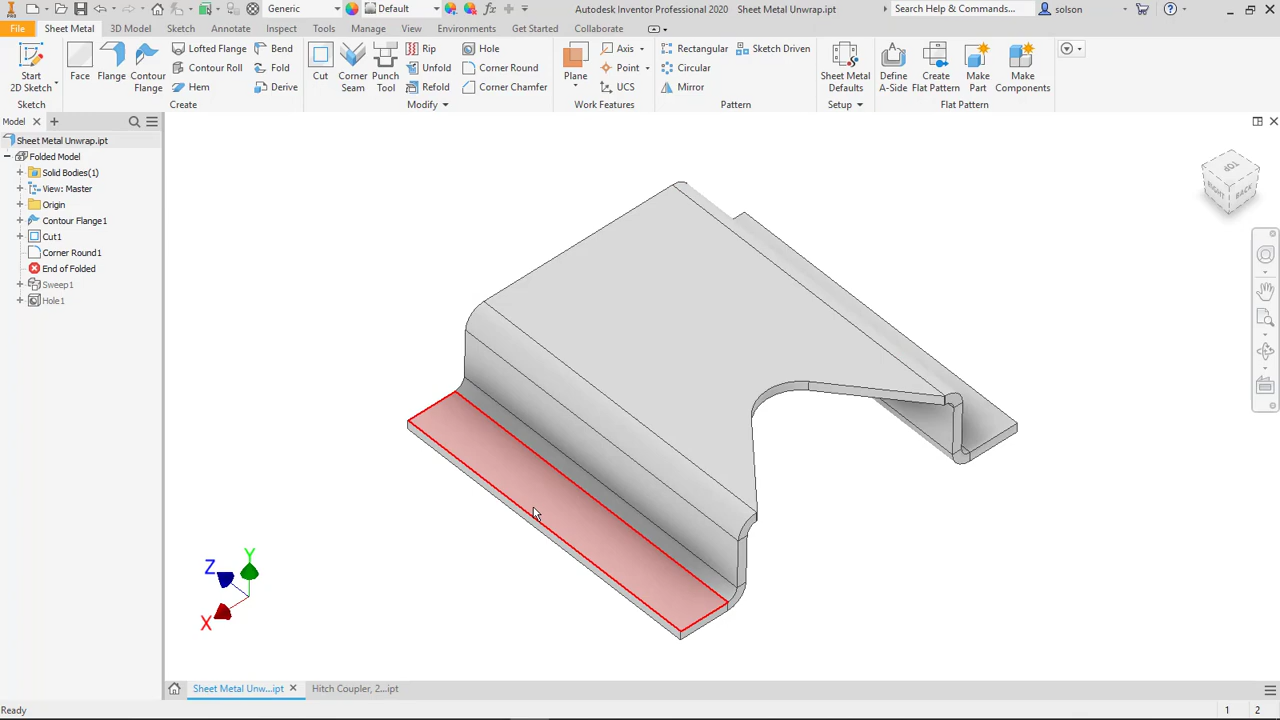 Generic
Default
Autodesk Inventor Professional 2020 Sheet Metal Unwrap.ipt
Search Help & Commands...
solson
PRO
File
Sheet Metal
3D Model
Sketch
Annotate
Inspect
Tools
Manage
View
Environments
Get Started
Collaborate
Start
2D Sketch
Face
Flange
Contour
Flange
Lofted Flange
Contour Roll
Hem
Bend
Fold
Derive
Cut
Corner
Seam
Punch
Tool
Rip
Unfold
Refold
Hole
Corner Round
Corner Chamfer
Plane
Axis
Point
UCS
Rectangular
Circular
Mirror
Sketch Driven
Sheet Metal
Defaults
Define
A-Side
Create
Flat Pattern
Make
Part
Make
Components
Sketch
Create
Modify
Work Features
Pattern
Setup
Flat Pattern
Model
Sheet Metal Unwrap.ipt
Folded Model
Solid Bodies(1)
View: Master
Origin
Contour Flange1
Cut1
Corner Round1
End of Folded
Sweep1
Hole1
TOP
RIGHT
BACK
Y
Z
X
Sheet Metal Unw...ipt
Hitch Coupler, 2...ipt
Ready
1 2